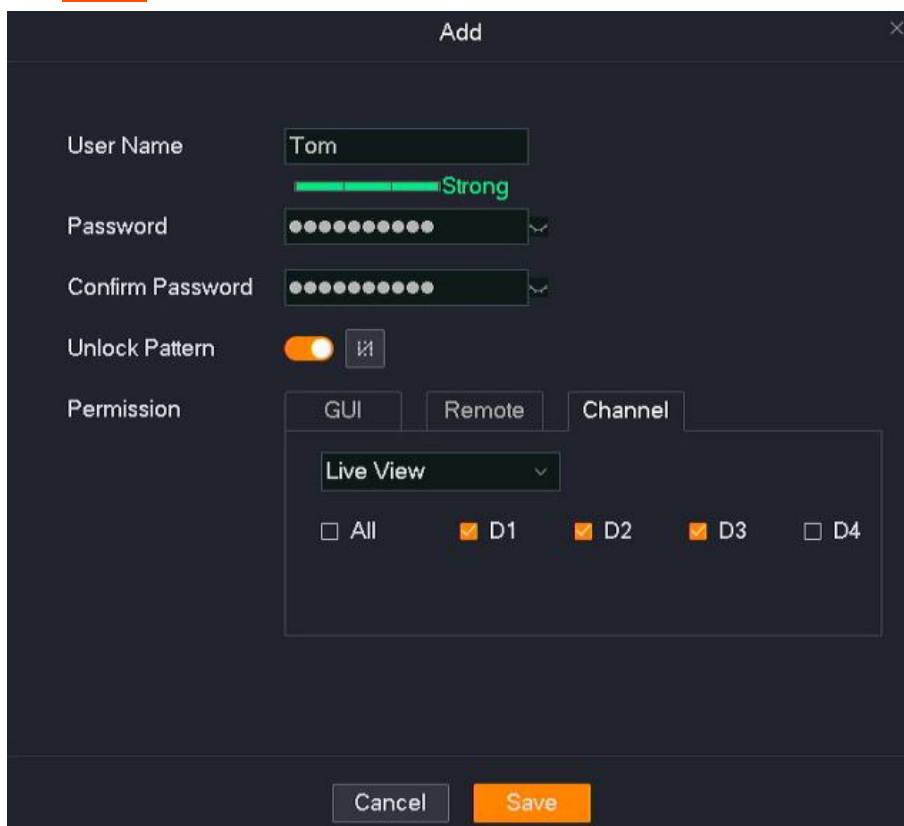 Add
User Name Tom
Strong
Password
Confirm Password
Unlock Pattern
Permission GUI Remote Channel
Live View
All D1 D2 D3 D4
Cancel Save